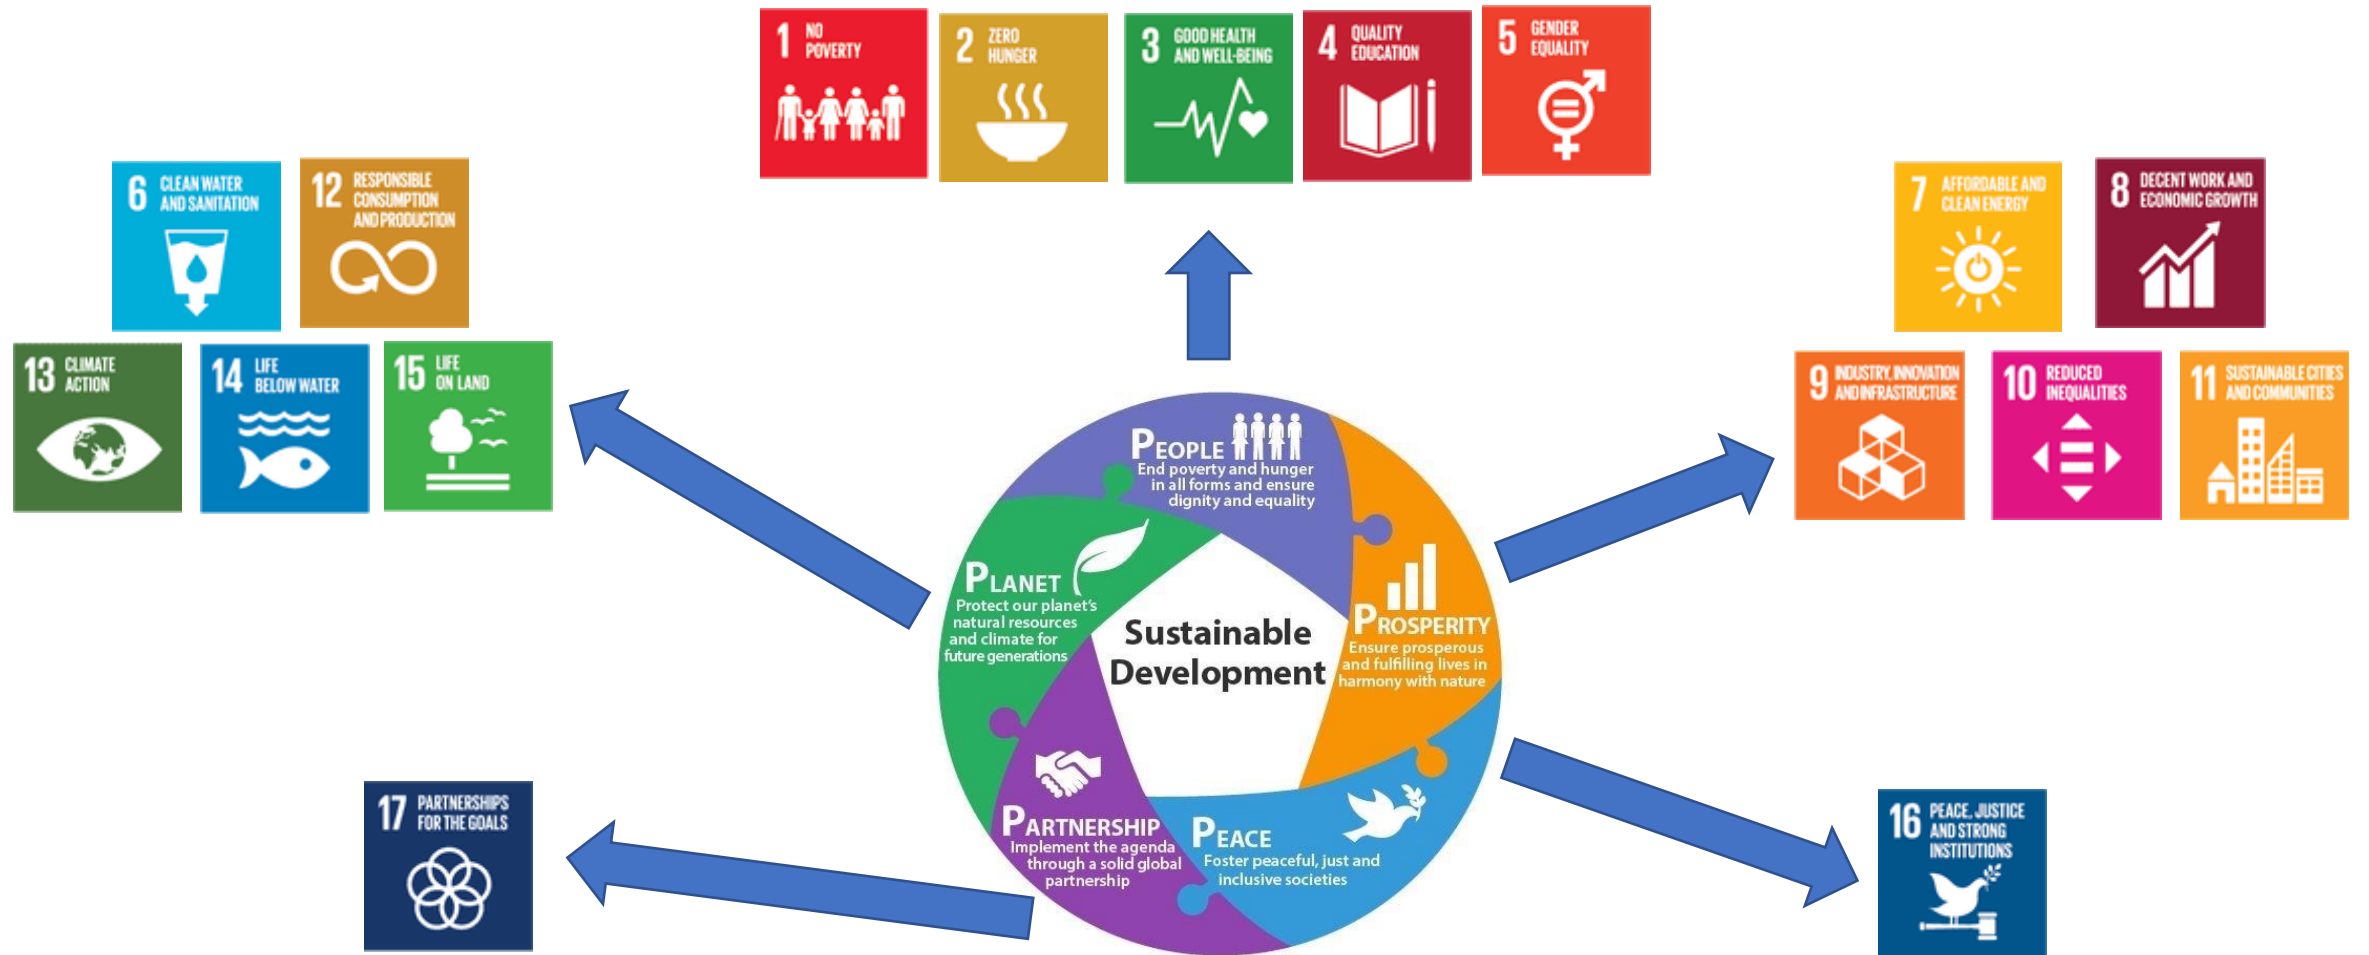 1 NO
POVERTY
2 ZERO
HUNGER
3 GOOD HEALTH
AND WELL-BEING
4 QUALITY
EDUCATION
5 GENDER
EQUALITY
6 CLEAN WATER
AND SANITATION
12 RESPONSIBLE
CONSUMPTION
AND PRODUCTION
13 CLIMATE
ACTION
14 LIFE
BELOW WATER
15 LIFE
ON LAND
7 AFFORDABLE AND
CLEAN ENERGY
8 DECENT WORK AND
ECONOMIC GROWTH
9 INDUSTRY, INNOVATION
AND INFRASTRUCTURE
10 REDUCED
INEQUALITIES
11 SUSTAINABLE CITIES
AND COMMUNITIES
PEOPLE
End poverty and hunger
in all forms and ensure
dignity and equality
PLANET
Protect our planet's
natural resources
and climate for
future generations
Sustainable
Development
PROSPERITY
Ensure prosperous
and fulfilling lives in
harmony with nature
PARTNERSHIP
Implement the agenda
through a solid global
partnership
PEACE
Foster peaceful, just and
inclusive societies
17 PARTNERSHIPS
FOR THE GOALS
16 PEACE, JUSTICE
AND STRONG
INSTITUTIONS